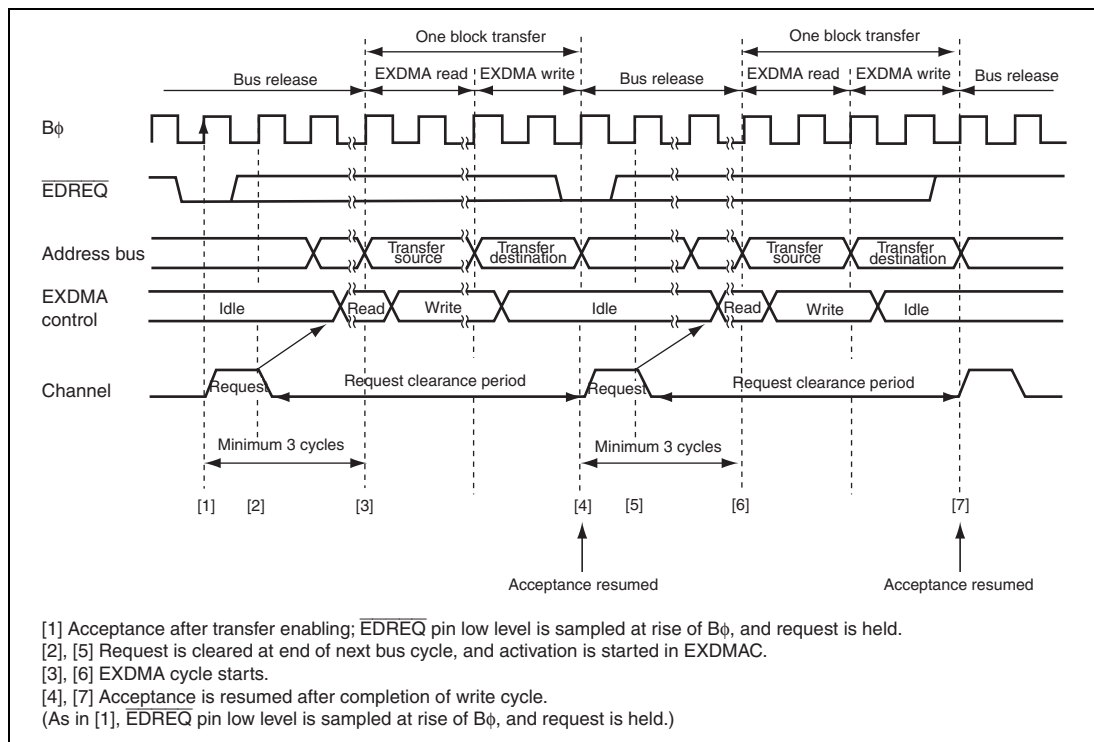 One block transfer
One block transfer
Bus release
EXDMA read
EXDMA write
Bus release
EXDMA read
EXDMA write
Bus release
Bϕ
EDREQ
Address bus
Transfer source
Transfer destination
Transfer source
Transfer destination
EXDMA control
Idle
Read
Write
Idle
Read
Write
Idle
Channel
Request
Request clearance period
Request
Request clearance period
Minimum 3 cycles
Minimum 3 cycles
[1]
[2]
[3]
[4]
[5]
[6]
[7]
Acceptance resumed
Acceptance resumed
[1] Acceptance after transfer enabling; EDREQ pin low level is sampled at rise of Bϕ, and request is held.
[2], [5] Request is cleared at end of next bus cycle, and activation is started in EXDMAC.
[3], [6] EXDMA cycle starts.
[4], [7] Acceptance is resumed after completion of write cycle.
(As in [1], EDREQ pin low level is sampled at rise of Bϕ, and request is held.)